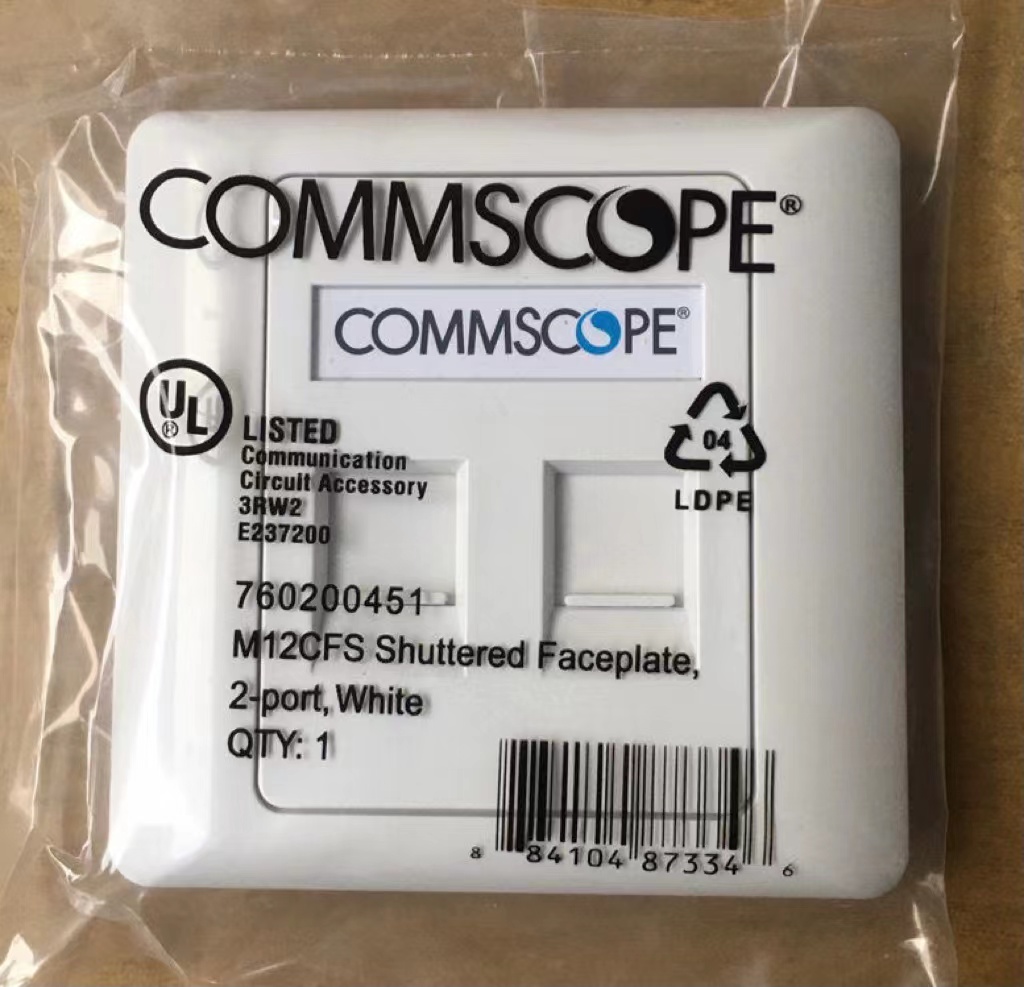 COMMSCOPE®
COMMSCOPE®
UL ®
LISTED
Communication
Circuit Accessory
3RW2
E237200
04
LDPE
760200451
M12CFS Shuttered Faceplate,
2-port, White
QTY: 1
8 84104 87334 6